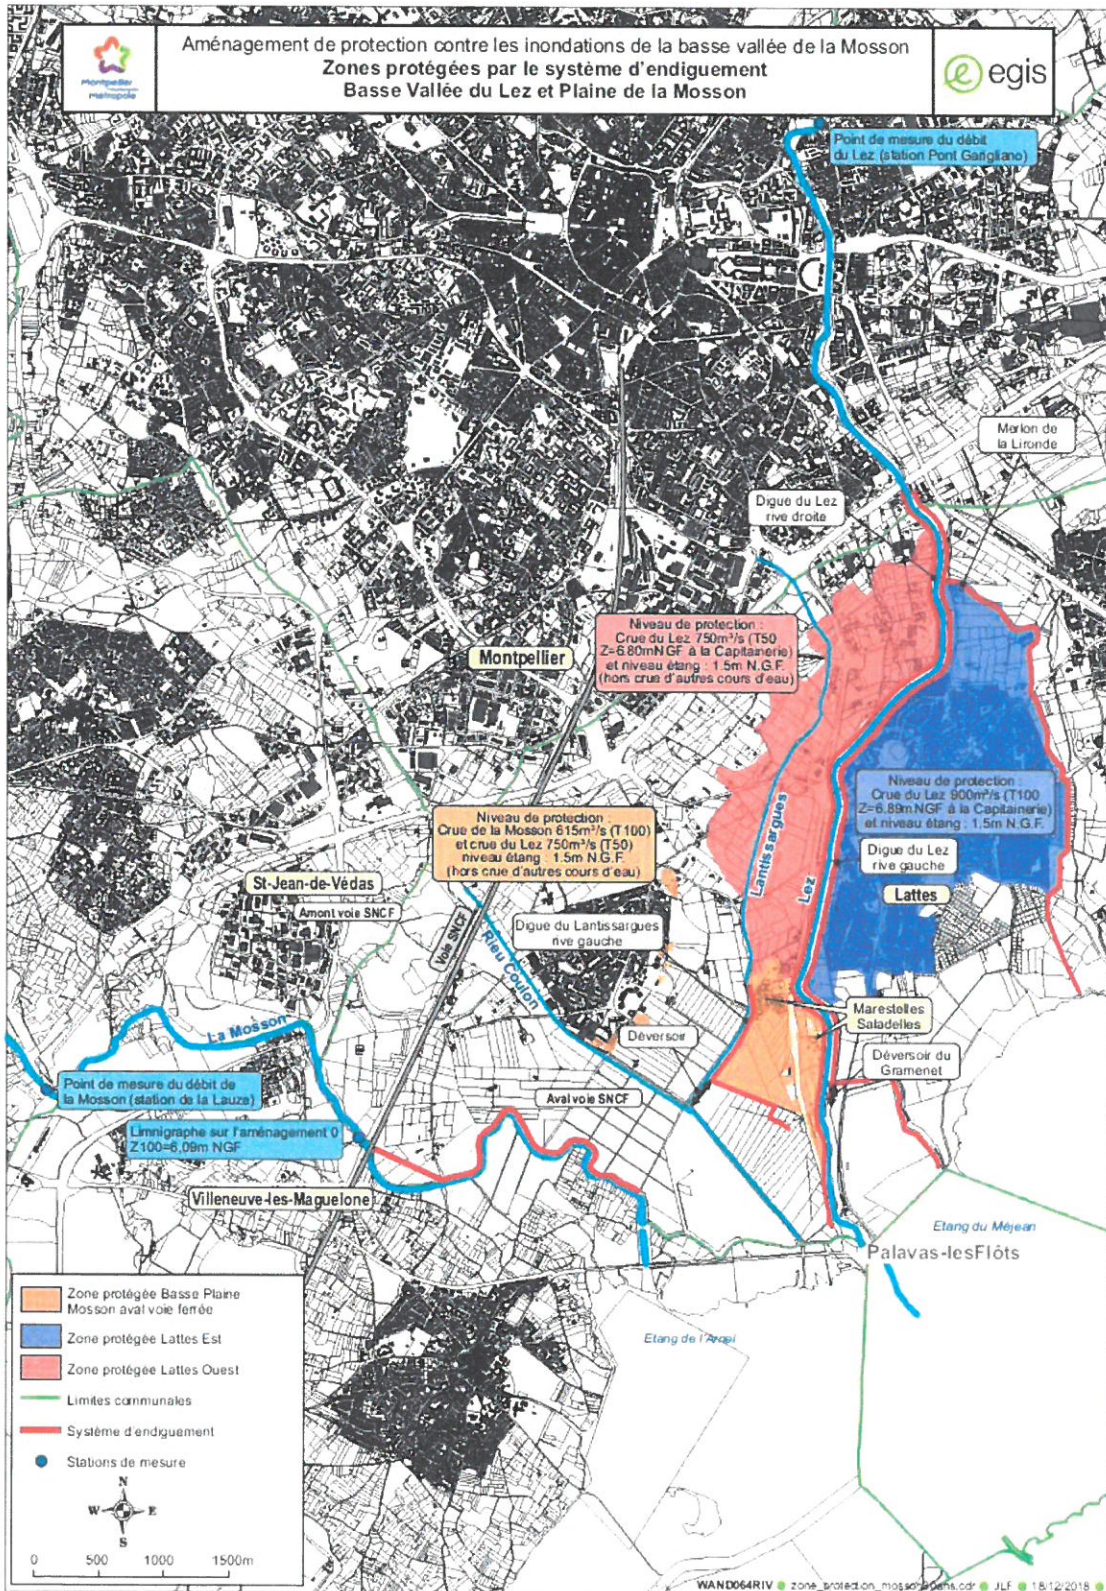 Montpellier
métropole
Aménagement de protection contre les inondations de la basse vallée de la Mosson
Zones protégées par le système d'endiguement
Basse Vallée du Lez et Plaine de la Mosson
egis
Point de mesure du débit
du Lez (station Pont Garigliano)
Merlon de
la Lironde
Digue du Lez
rive droite
Niveau de protection :
Crue du Lez 750m³/s (T50
Z=6.80mNGF à la Capitainerie)
et niveau étang : 1.5m N.G.F.
(hors crue d'autres cours d'eau)
Montpellier
Niveau de protection :
Crue du Lez 900m³/s (T100
Z=6.89mNGF à la Capitainerie)
et niveau étang : 1.5m N.G.F.
Niveau de protection :
Crue de la Mosson 615m³/s (T100)
et crue du Lez 750m³/s (T50)
niveau étang : 1.5m N.G.F.
(hors crue d'autres cours d'eau)
Lantissargues
Lez
Digue du Lez
rive gauche
Lattes
St-Jean-de-Védas
Amont voie SNCF
Voie SNCF
Rieu Coulon
Digue du Lantissargues
rive gauche
Marestelles
Saladelles
La Mosson
Déversoir
Déversoir du
Gramenet
Point de mesure du débit de
la Mosson (station de la Lauze)
Aval voie SNCF
Limnigraphe sur l'aménagement 0
Z100=6,09m NGF
Villeneuve-les-Maguelone
Etang du Méjean
Palavas-lesFlôts
Etang de l'Arnel
Zone protégée Basse Plaine
Mosson aval voie ferrée
Zone protégée Lattes Est
Zone protégée Lattes Ouest
Limites communales
Système d'endiguement
Stations de mesure
N
W E
S
0 500 1000 1500m
WAND064RIV
JLF 18/12/2018